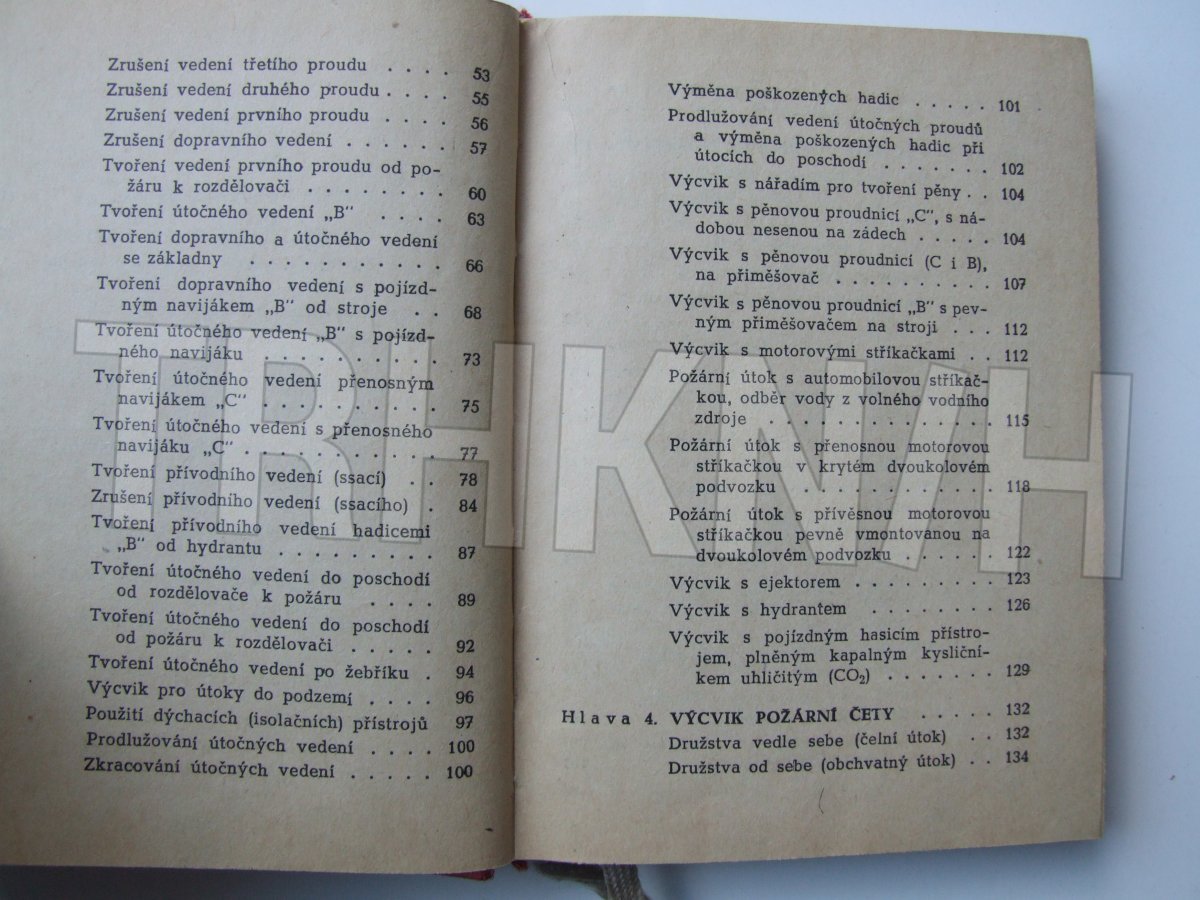 Zrušení vedení třetího proudu . . . . 53
Zrušení vedení druhého proudu . . . . 55
Zrušení vedení prvního proudu . . . . 56
Zrušení dopravního vedení . . . . . . 57
Tvoření vedení prvního proudu od po-
žáru k rozdělovači . . . . . . . . 60
Tvoření útočného vedení „B" . . . . 63
Tvoření dopravního a útočného vedení
se základny . . . . . . . . . . . 66
Tvoření dopravního vedení s pojízd-
ným navijákem „B" od stroje . . 68
Tvoření útočného vedení „B" s pojízd-
ného navijáku . . . . . . . . . . 73
Tvoření útočného vedení přenosným
navijákem „C" . . . . . . . . . . 75
Tvoření útočného vedení s přenosného
navijáku „C" . . . . . . . . . . . 77
Tvoření přívodního vedení (ssací) . . 78
Zrušení přívodního vedení (ssacího) . 84
Tvoření přívodního vedení hadicemi
„B" od hydrantu . . . . . . . . . 87
Tvoření útočného vedení do poschodí
od rozdělovače k požáru . . . . 89
Tvoření útočného vedení do poschodí
od požáru k rozdělovači . . . . . 92
Tvoření útočného vedení po žebříku . 94
Výcvik pro útoky do podzemí . . . . 96
Použití dýchacích (isolačních) přístrojů 97
Prodlužování útočných vedení . . . . 100
Zkracování útočných vedení . . . . . 100
Výměna poškozených hadic . . . . . 101
Prodlužování vedení útočných proudů
a výměna poškozených hadic při
útocích do poschodí . . . . . . . 102
Výcvik s nářadím pro tvoření pěny . . 104
Výcvik s pěnovou proudnicí „C", s ná-
dobou nesenou na zádech . . . . . 104
Výcvik s pěnovou proudnicí (C i B),
na přiměšovač . . . . . . . . . . 107
Výcvik s pěnovou proudnicí „B" s pev-
ným přiměšovačem na stroji . . . 112
Výcvik s motorovými stříkačkami . . 112
Požární útok s automobilovou stříkač-
kou, odběr vody z volného vodního
zdroje . . . . . . . . . . . . . . 115
Požární útok s přenosnou motorovou
stříkačkou v krytém dvoukolovém
podvozku . . . . . . . . . . . . 118
Požární útok s přívěsnou motorovou
stříkačkou pevně vmontovanou na
dvoukolovém podvozku . . . . . . 122
Výcvik s ejektorem . . . . . . . . . 123
Výcvik s hydrantem . . . . . . . . 126
Výcvik s pojízdným hasicím přístro-
jem, plněným kapalným kysliční-
kem uhličitým (CO₂) . . . . . . . 129
Hlava 4. VÝCVIK POŽÁRNÍ ČETY . . . . . 132
Družstva vedle sebe (čelní útok) . . 132
Družstva od sebe (obchvatný útok) . . 134
TRHKNIH